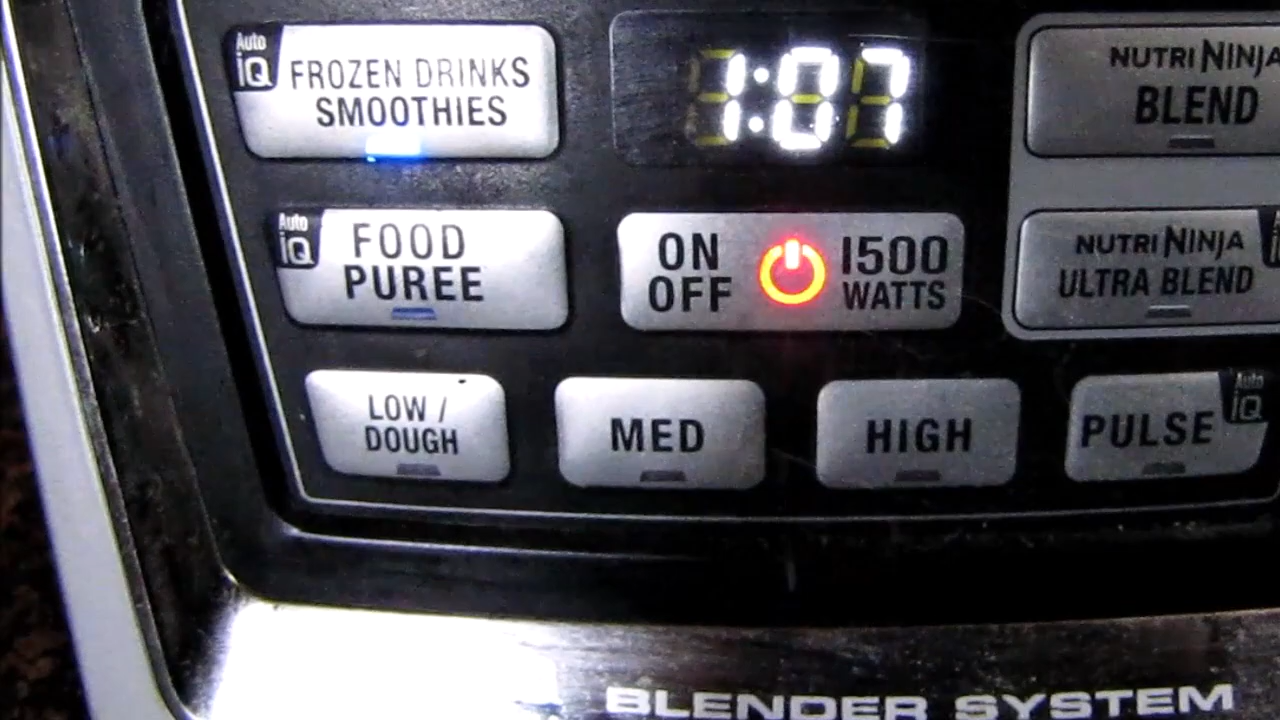 Auto iQ
FROZEN DRINKS
SMOOTHIES
1:07
NUTRI NINJA
BLEND
Auto iQ
FOOD
PUREE
ON
OFF
1500
WATTS
NUTRI NINJA
ULTRA BLEND
LOW /
DOUGH
MED
HIGH
PULSE
Auto iQ
BLENDER SYSTEM